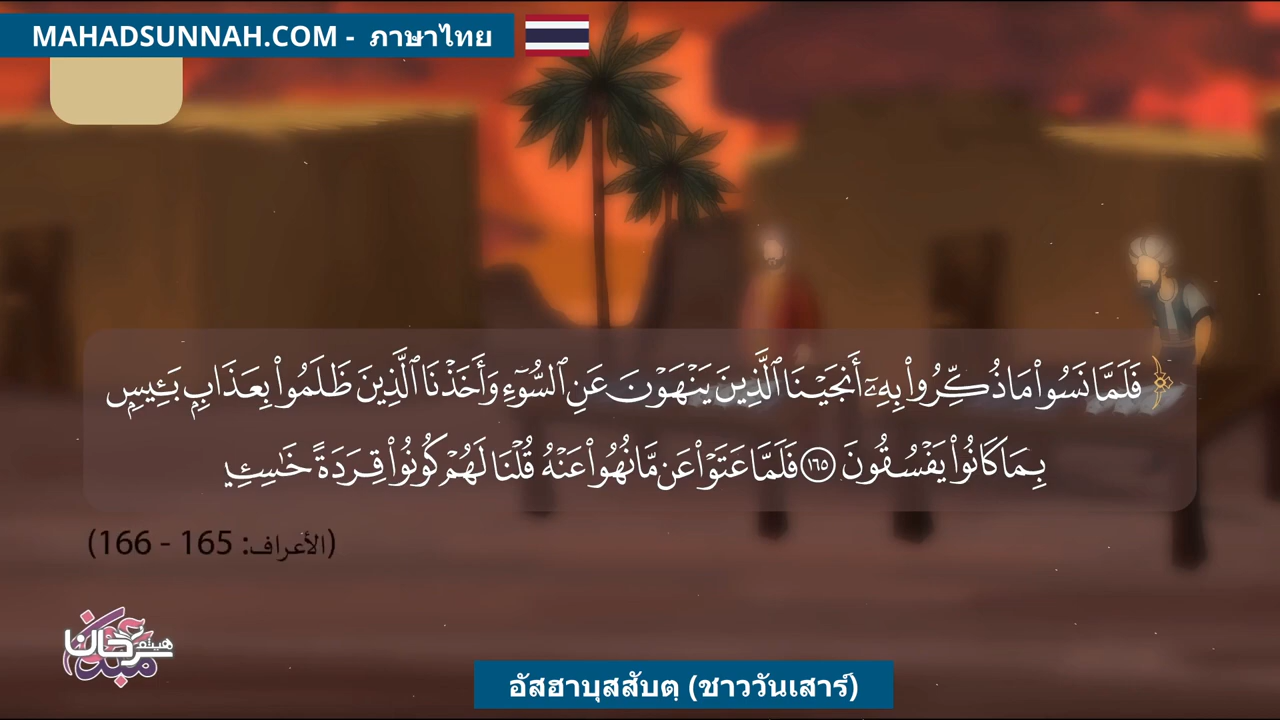 MAHADSUNNAH.COM - ภาษาไทย
فَلَمَّا نَسُوا۟ مَا ذُكِّرُوا۟ بِهِۦٓ أَنجَيْنَا ٱلَّذِينَ يَنْهَوْنَ عَنِ ٱلسُّوٓءِ وَأَخَذْنَا ٱلَّذِينَ ظَلَمُوا۟ بِعَذَابٍۭ بَـِٔيسٍۭ
بِمَا كَانُوا۟ يَفْسُقُونَ ١٦٥ فَلَمَّا عَتَوْا۟ عَن مَّا نُهُوا۟ عَنْهُ قُلْنَا لَهُمْ كُونُوا۟ قِرَدَةً خَـٰسِـِٔيـ
(الأعراف: 165 - 166)
อัสฮาบุสสับตฺ (ชาววันเสาร์)